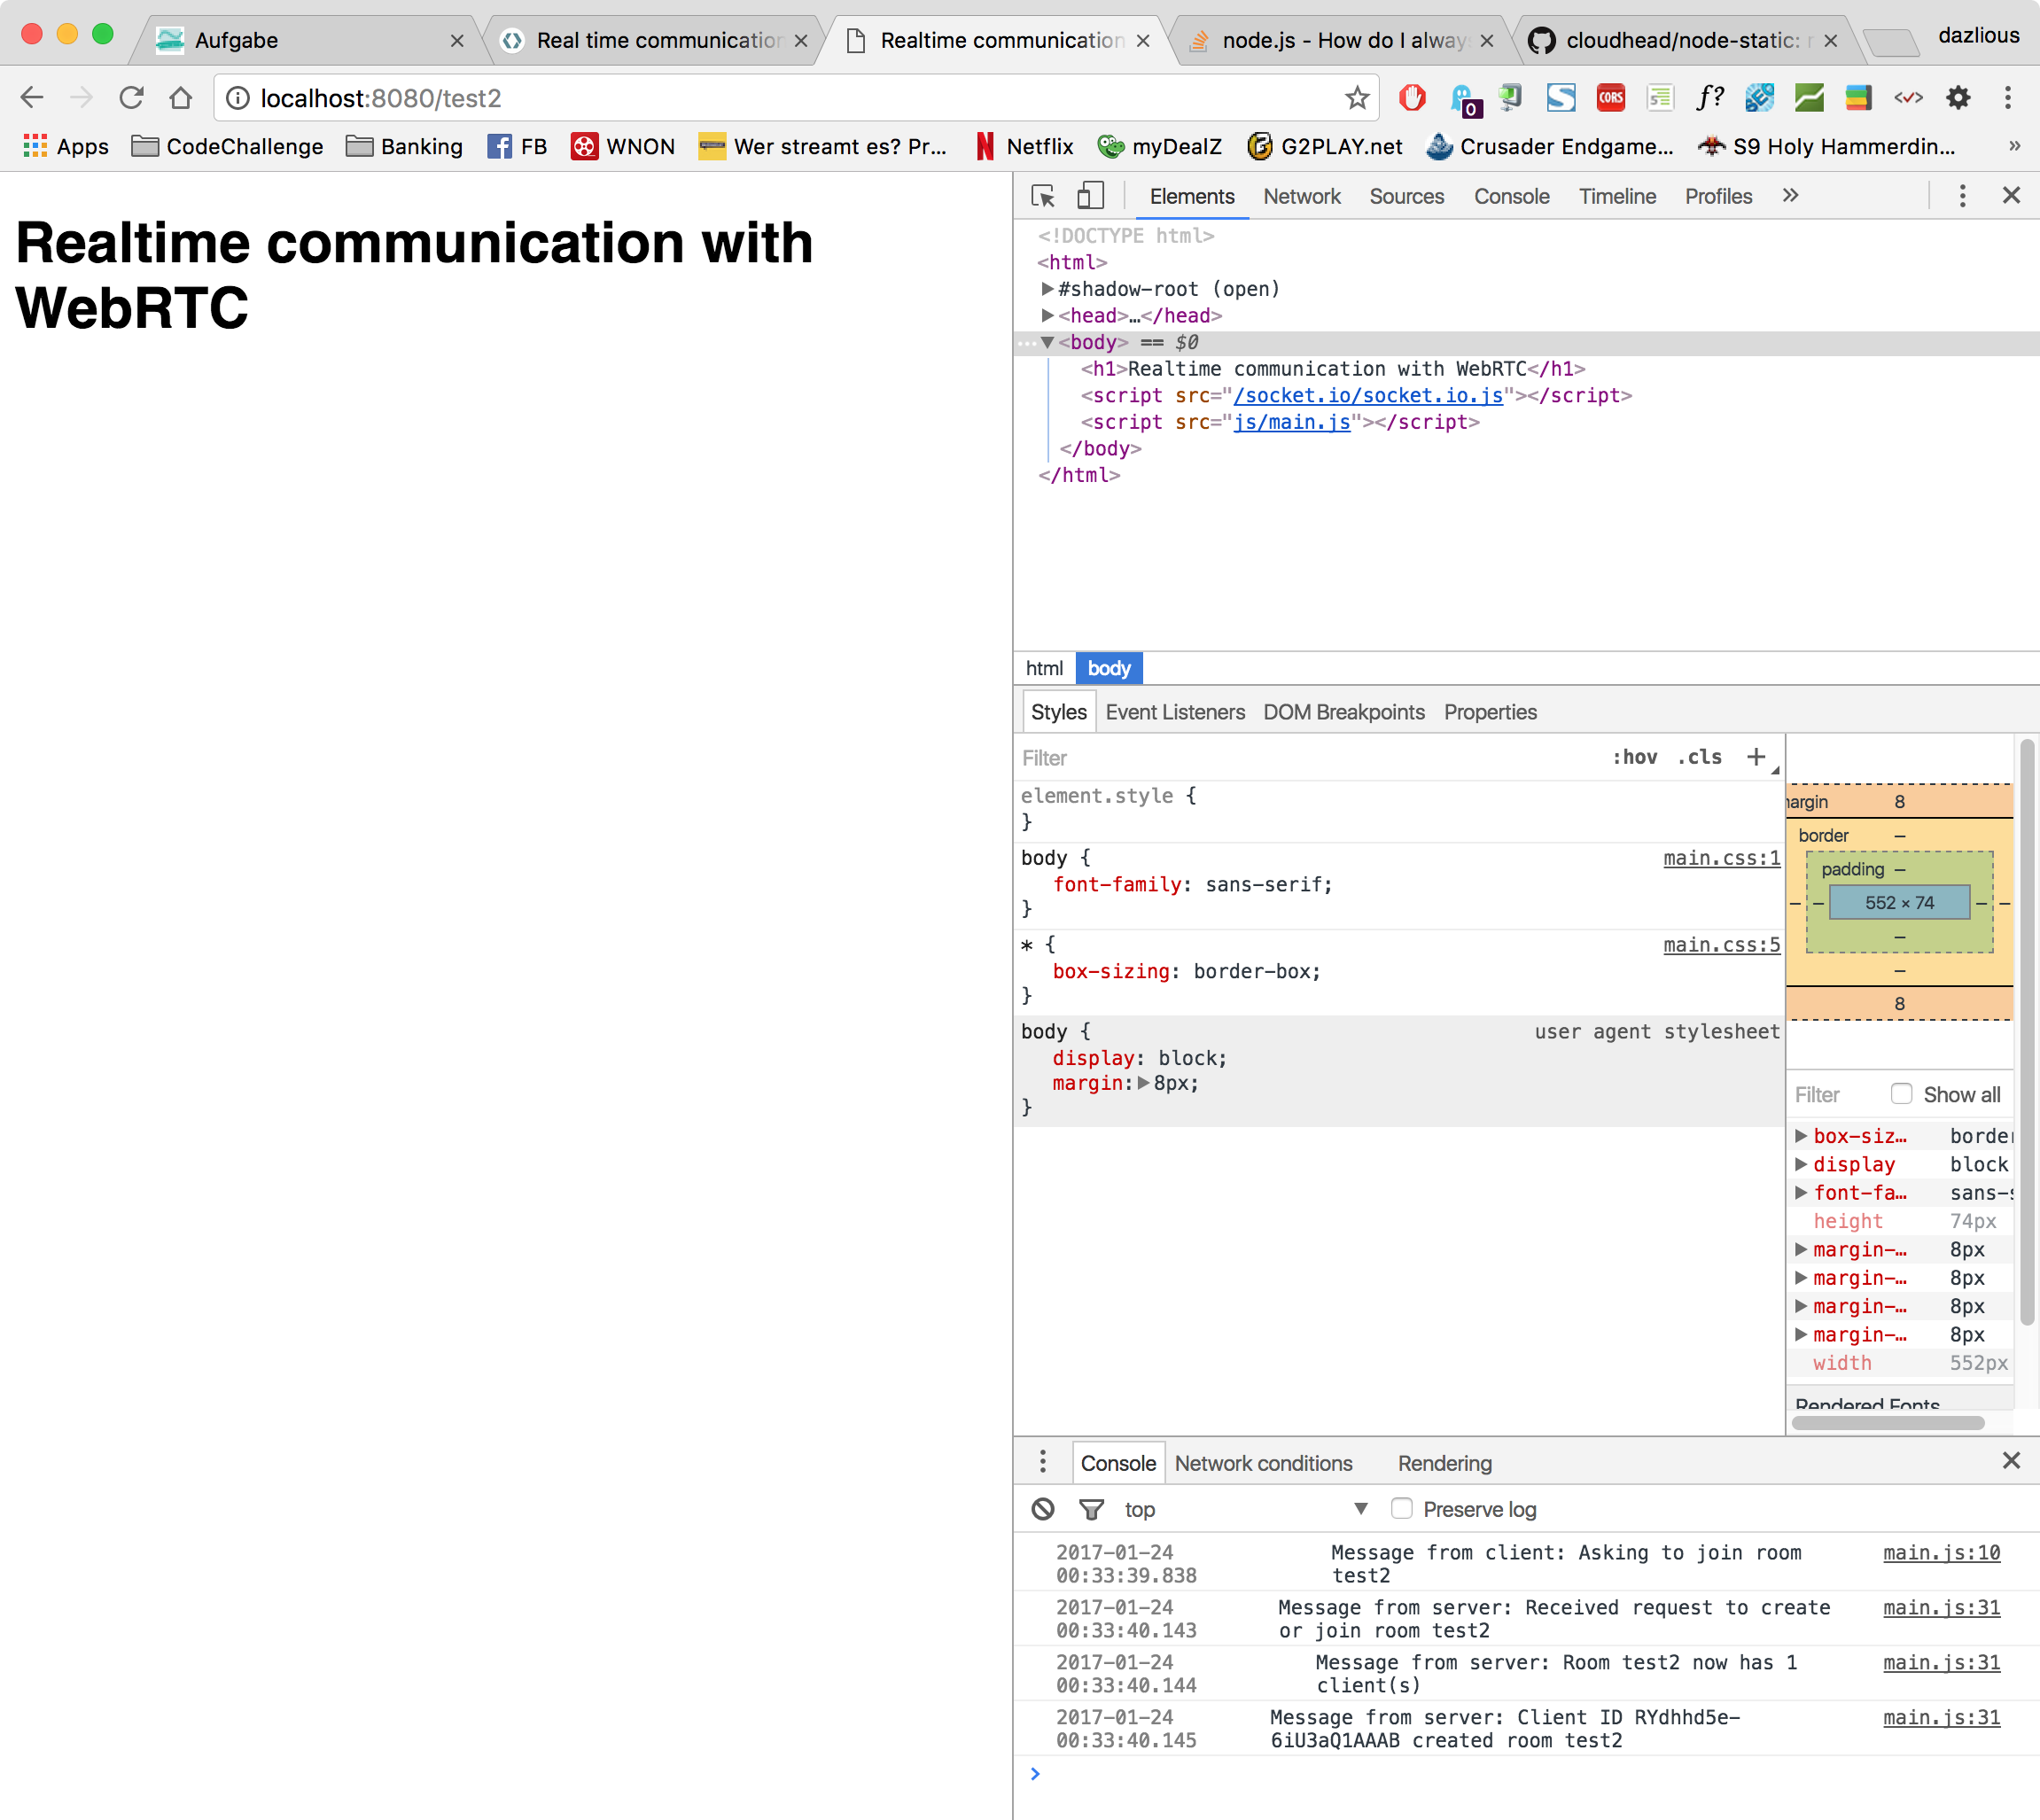 Aufgabe
Real time communication
Realtime communication
node.js - How do I alway
cloudhead/node-static:
dazlious
localhost:8080/test2
0
S
CORS
f?
Apps
CodeChallenge
Banking
FB
WNON
Wer streamt es? Pr...
Netflix
myDealZ
G2PLAY.net
Crusader Endgame...
S9 Holy Hammerdin...
»
Realtime communication with
WebRTC
Elements Network Sources Console Timeline Profiles »
<!DOCTYPE html>
<html>
#shadow-root (open)
<head>…</head>
<body> == $0
<h1>Realtime communication with WebRTC</h1>
<script src="/socket.io/socket.io.js"></script>
<script src="js/main.js"></script>
</body>
</html>
html body
Styles Event Listeners DOM Breakpoints Properties
Filter :hov .cls +
element.style {
}
body { main.css:1
font-family: sans-serif;
}
* { main.css:5
box-sizing: border-box;
}
body { user agent stylesheet
display: block;
margin: 8px;
}
argin 8
border –
padding –
– – 552 × 74 – –
–
–
8
Filter Show all
box-siz… border
display block
font-fa… sans-s
height 74px
margin-… 8px
margin-… 8px
margin-… 8px
margin-… 8px
width 552px
Rendered Fonts
Console Network conditions Rendering
top Preserve log
2017-01-24 Message from client: Asking to join room main.js:10
00:33:39.838 test2
2017-01-24 Message from server: Received request to create main.js:31
00:33:40.143 or join room test2
2017-01-24 Message from server: Room test2 now has 1 main.js:31
00:33:40.144 client(s)
2017-01-24 Message from server: Client ID RYdhhd5e- main.js:31
00:33:40.145 6iU3aQ1AAAB created room test2
>